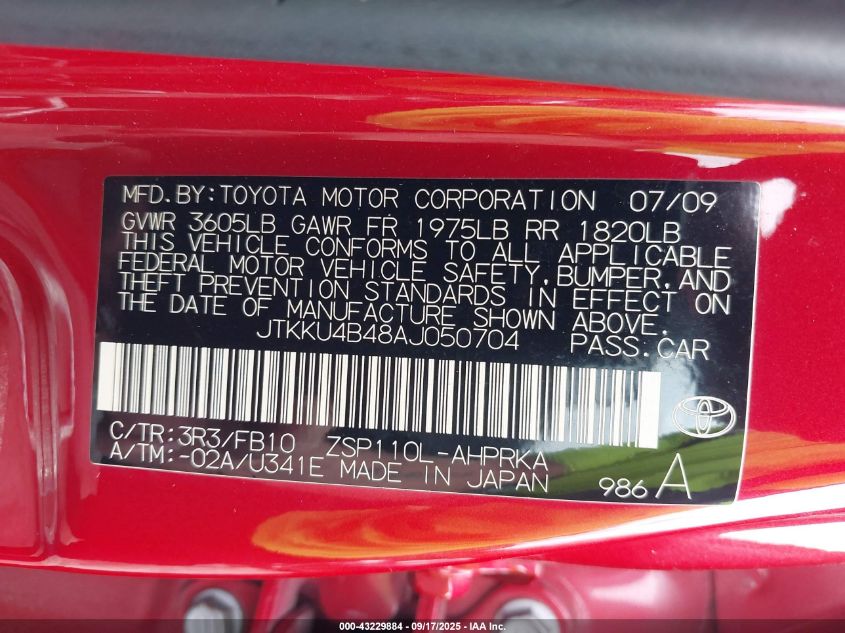 MFD.BY:TOYOTA MOTOR CORPORATION 07/09
GVWR 3605LB GAWR FR 1975LB RR 1820LB
THIS VEHICLE CONFORMS TO ALL APPLICABLE
FEDERAL MOTOR VEHICLE SAFETY,BUMPER,AND
THEFT PREVENTION STANDARDS IN EFFECT ON
THE DATE OF MANUFACTURE SHOWN ABOVE.
JTKKU4B48AJ050704 PASS.CAR
C/TR:3R3/FB10 ZSP110L-AHPRKA
A/TM:-02A/U341E MADE IN JAPAN
986 A
000-43229884 - 09/17/2025 - IAA Inc.